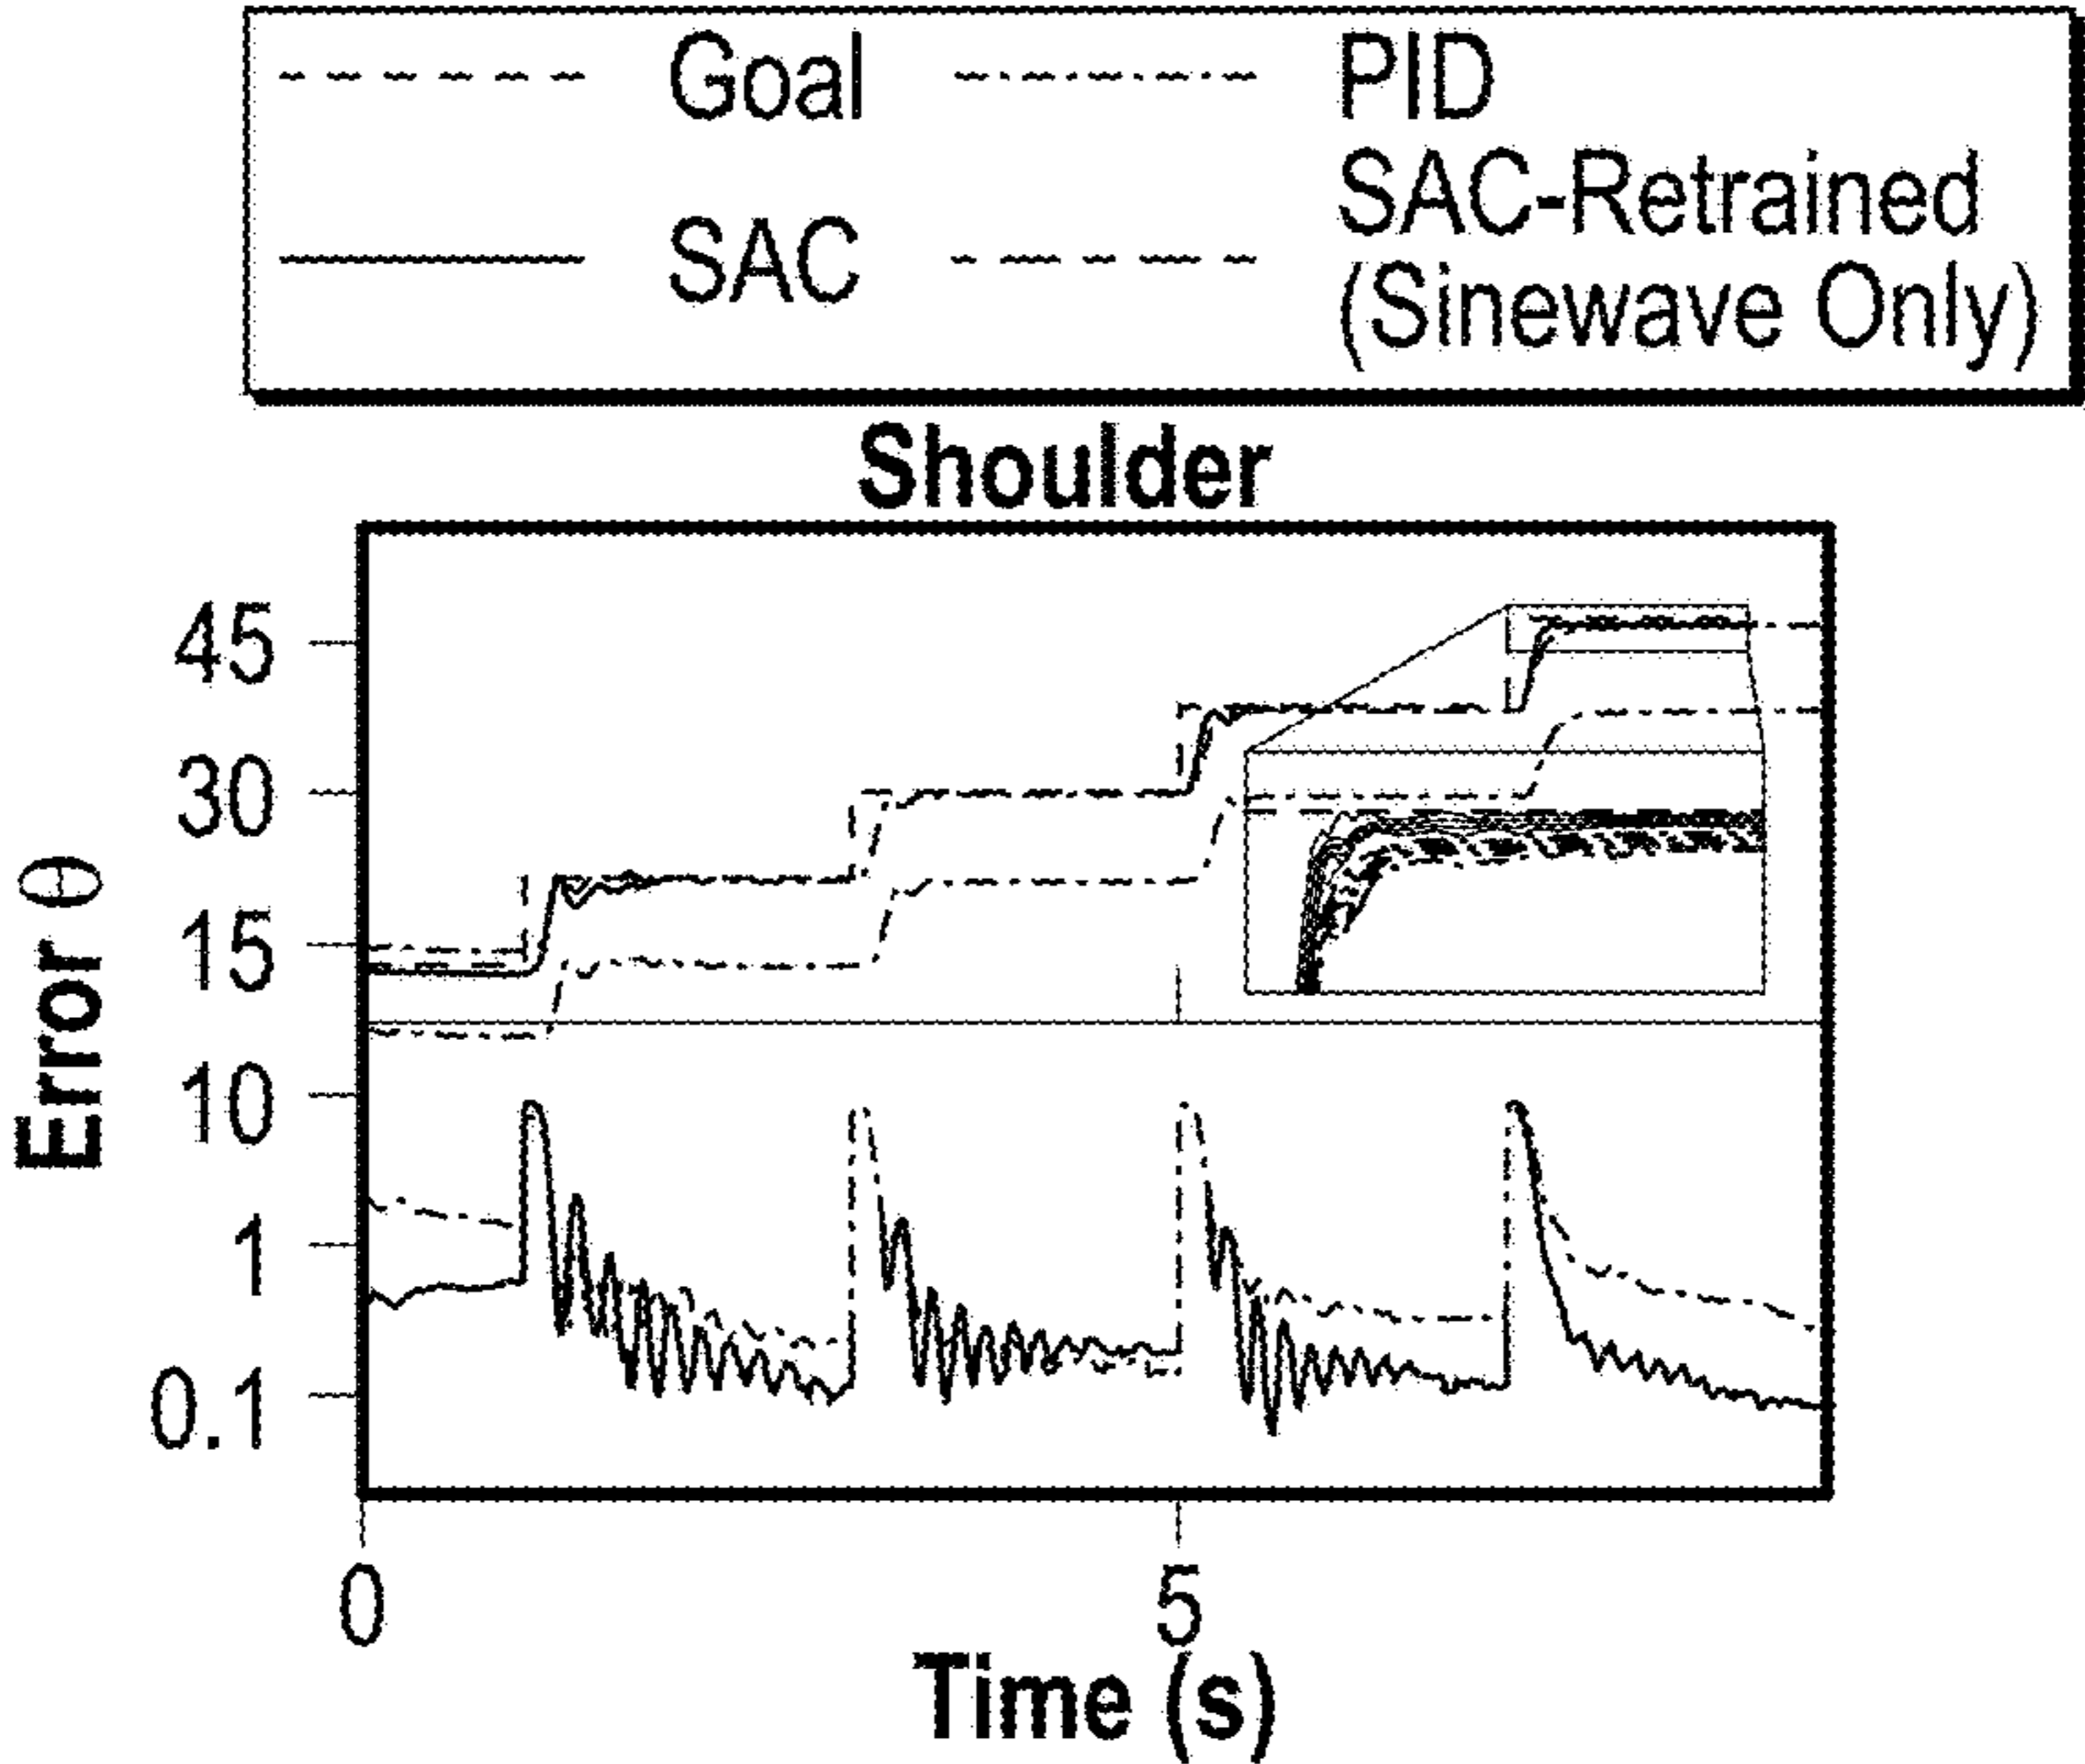 Goal
PID
SAC
SAC-Retrained
(Sinewave Only)
Shoulder
Error θ
45
30
15
10
1
0.1
0
5
Time (s)